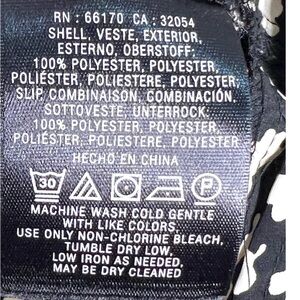 RN : 66170 CA : 32054
SHELL, VESTE, EXTERIOR,
ESTERNO, OBERSTOFF:
100% POLYESTER, POLYESTER,
POLIÉSTER, POLIESTERE, POLYESTER
SLIP, COMBINAISON, COMBINACIÓN,
SOTTOVESTE, UNTERROCK:
100% POLYESTER, POLYESTER,
POLIÉSTER, POLIESTERE, POLYESTER
HECHO EN CHINA
30
P
MACHINE WASH COLD GENTLE
WITH LIKE COLORS,
USE ONLY NON-CHLORINE BLEACH,
TUMBLE DRY LOW,
LOW IRON AS NEEDED,
MAY BE DRY CLEANED